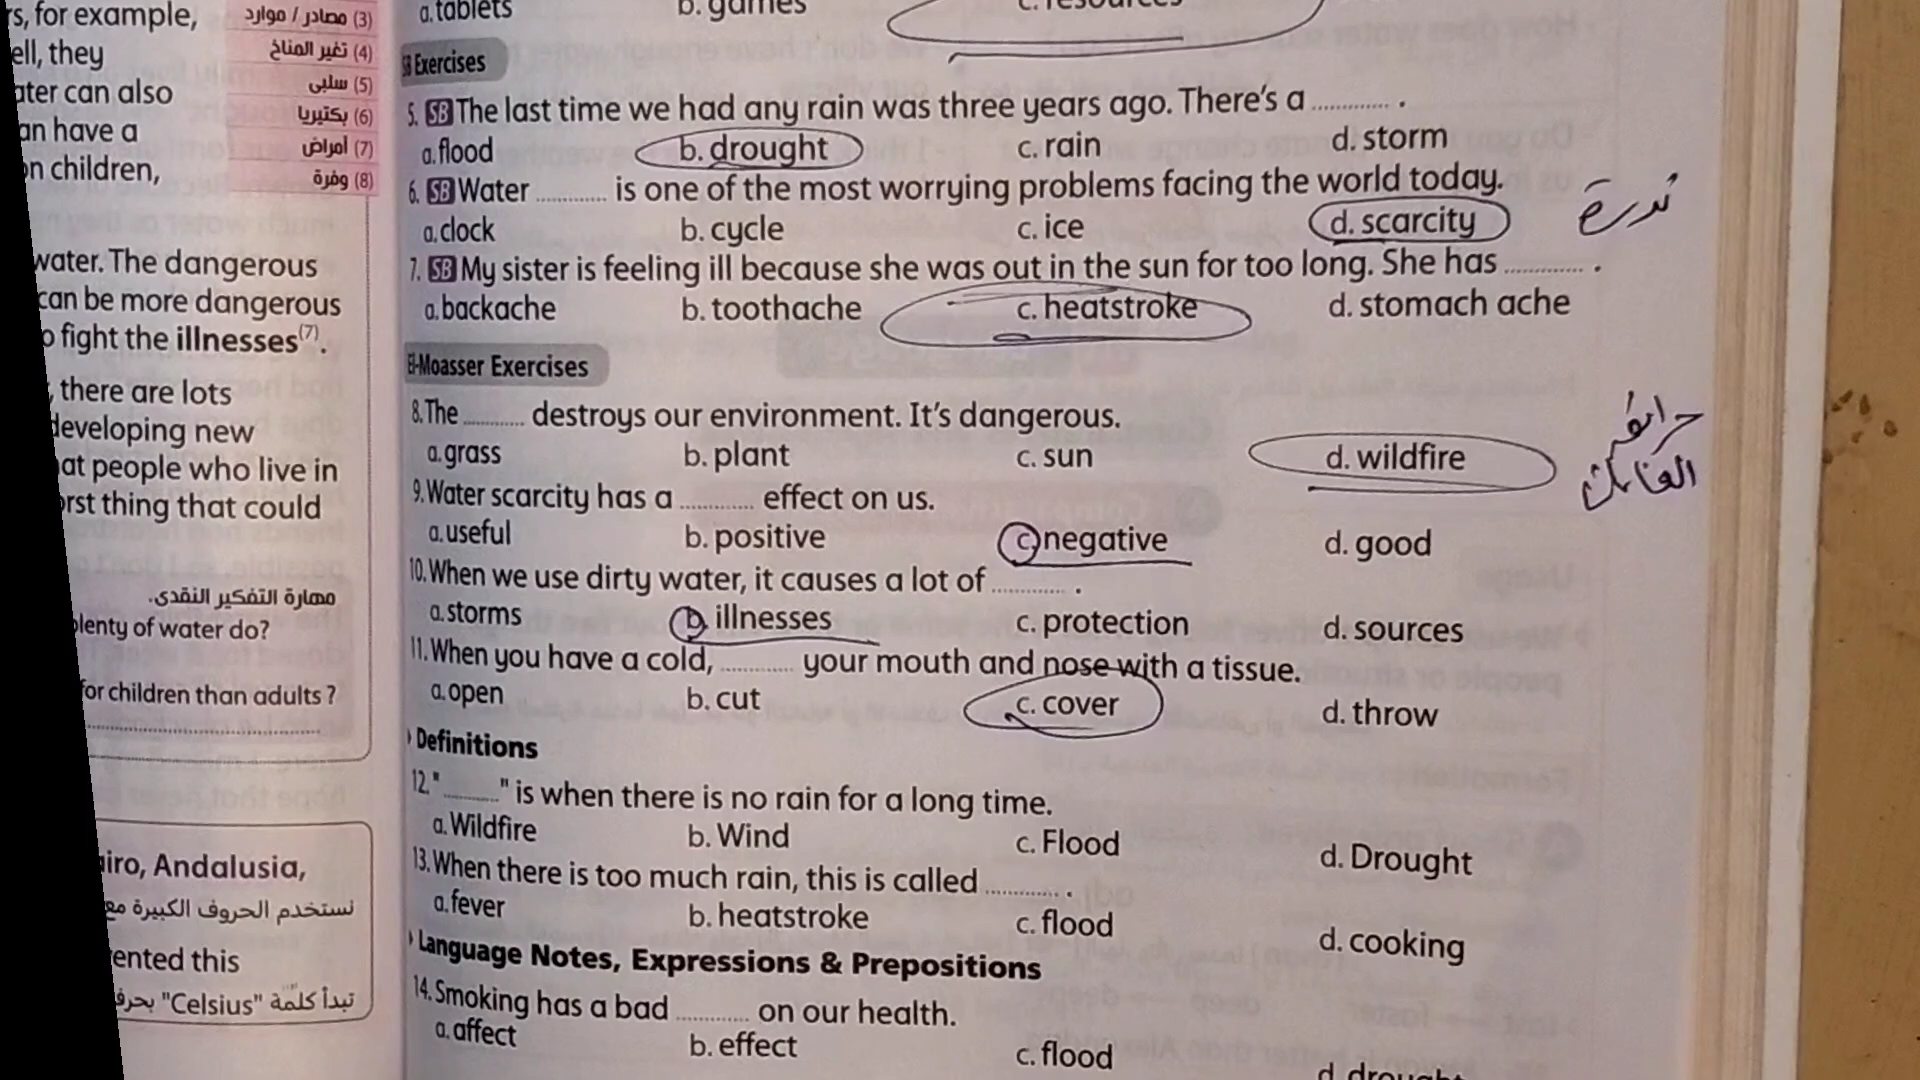 s, for example,
(3) مصادر / موارد
ell, they
(4) تغير المناخ
ater can also
(5) سلبى
an have a
(6) بكتيريا
(7) أمراض
on children,
(8) وفرة
water. The dangerous
can be more dangerous
o fight the illnesses(7).
, there are lots
developing new
at people who live in
orst thing that could
مهارة التفكير النقدى.
plenty of water do?
for children than adults ?
iro, Andalusia,
نستخدم الحروف الكبيرة مع
ented this
تبدأ كلمة "Celsius" بحرف
a. tablets b. games c. resources
SB Exercises
5. SB The last time we had any rain was three years ago. There's a ............ .
a. flood b. drought c. rain d. storm
6. SB Water ............ is one of the most worrying problems facing the world today.
a. clock b. cycle c. ice d. scarcity
ندرة
7. SB My sister is feeling ill because she was out in the sun for too long. She has ............ .
a. backache b. toothache c. heatstroke d. stomach ache
El-Moasser Exercises
8. The ............ destroys our environment. It's dangerous.
a. grass b. plant c. sun d. wildfire
حرائق
الغابات
9. Water scarcity has a ............ effect on us.
a. useful b. positive c. negative d. good
10. When we use dirty water, it causes a lot of ............ .
a. storms b. illnesses c. protection d. sources
11. When you have a cold, ............ your mouth and nose with a tissue.
a. open b. cut c. cover d. throw
Definitions
12. "............" is when there is no rain for a long time.
a. Wildfire b. Wind c. Flood d. Drought
13. When there is too much rain, this is called ............ .
a. fever b. heatstroke c. flood d. cooking
Language Notes, Expressions & Prepositions
14. Smoking has a bad ............ on our health.
a. affect b. effect c. flood d. drought